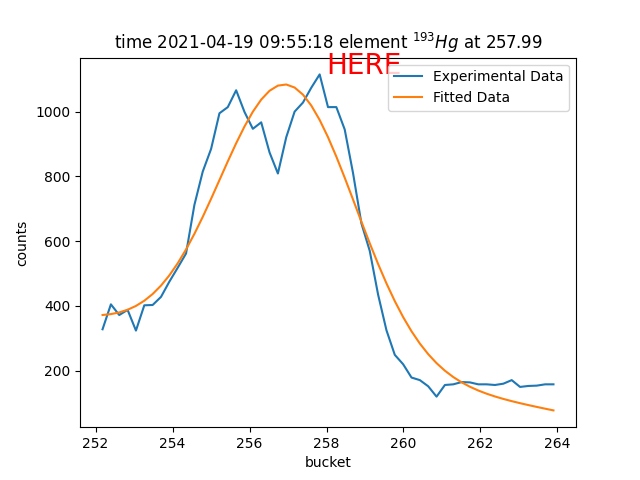 time 2021-04-19 09:55:18 element ¹⁹³Hg at 257.99
HERE
Experimental Data
Fitted Data
counts
1000
800
600
400
200
252 254 256 258 260 262 264
bucket